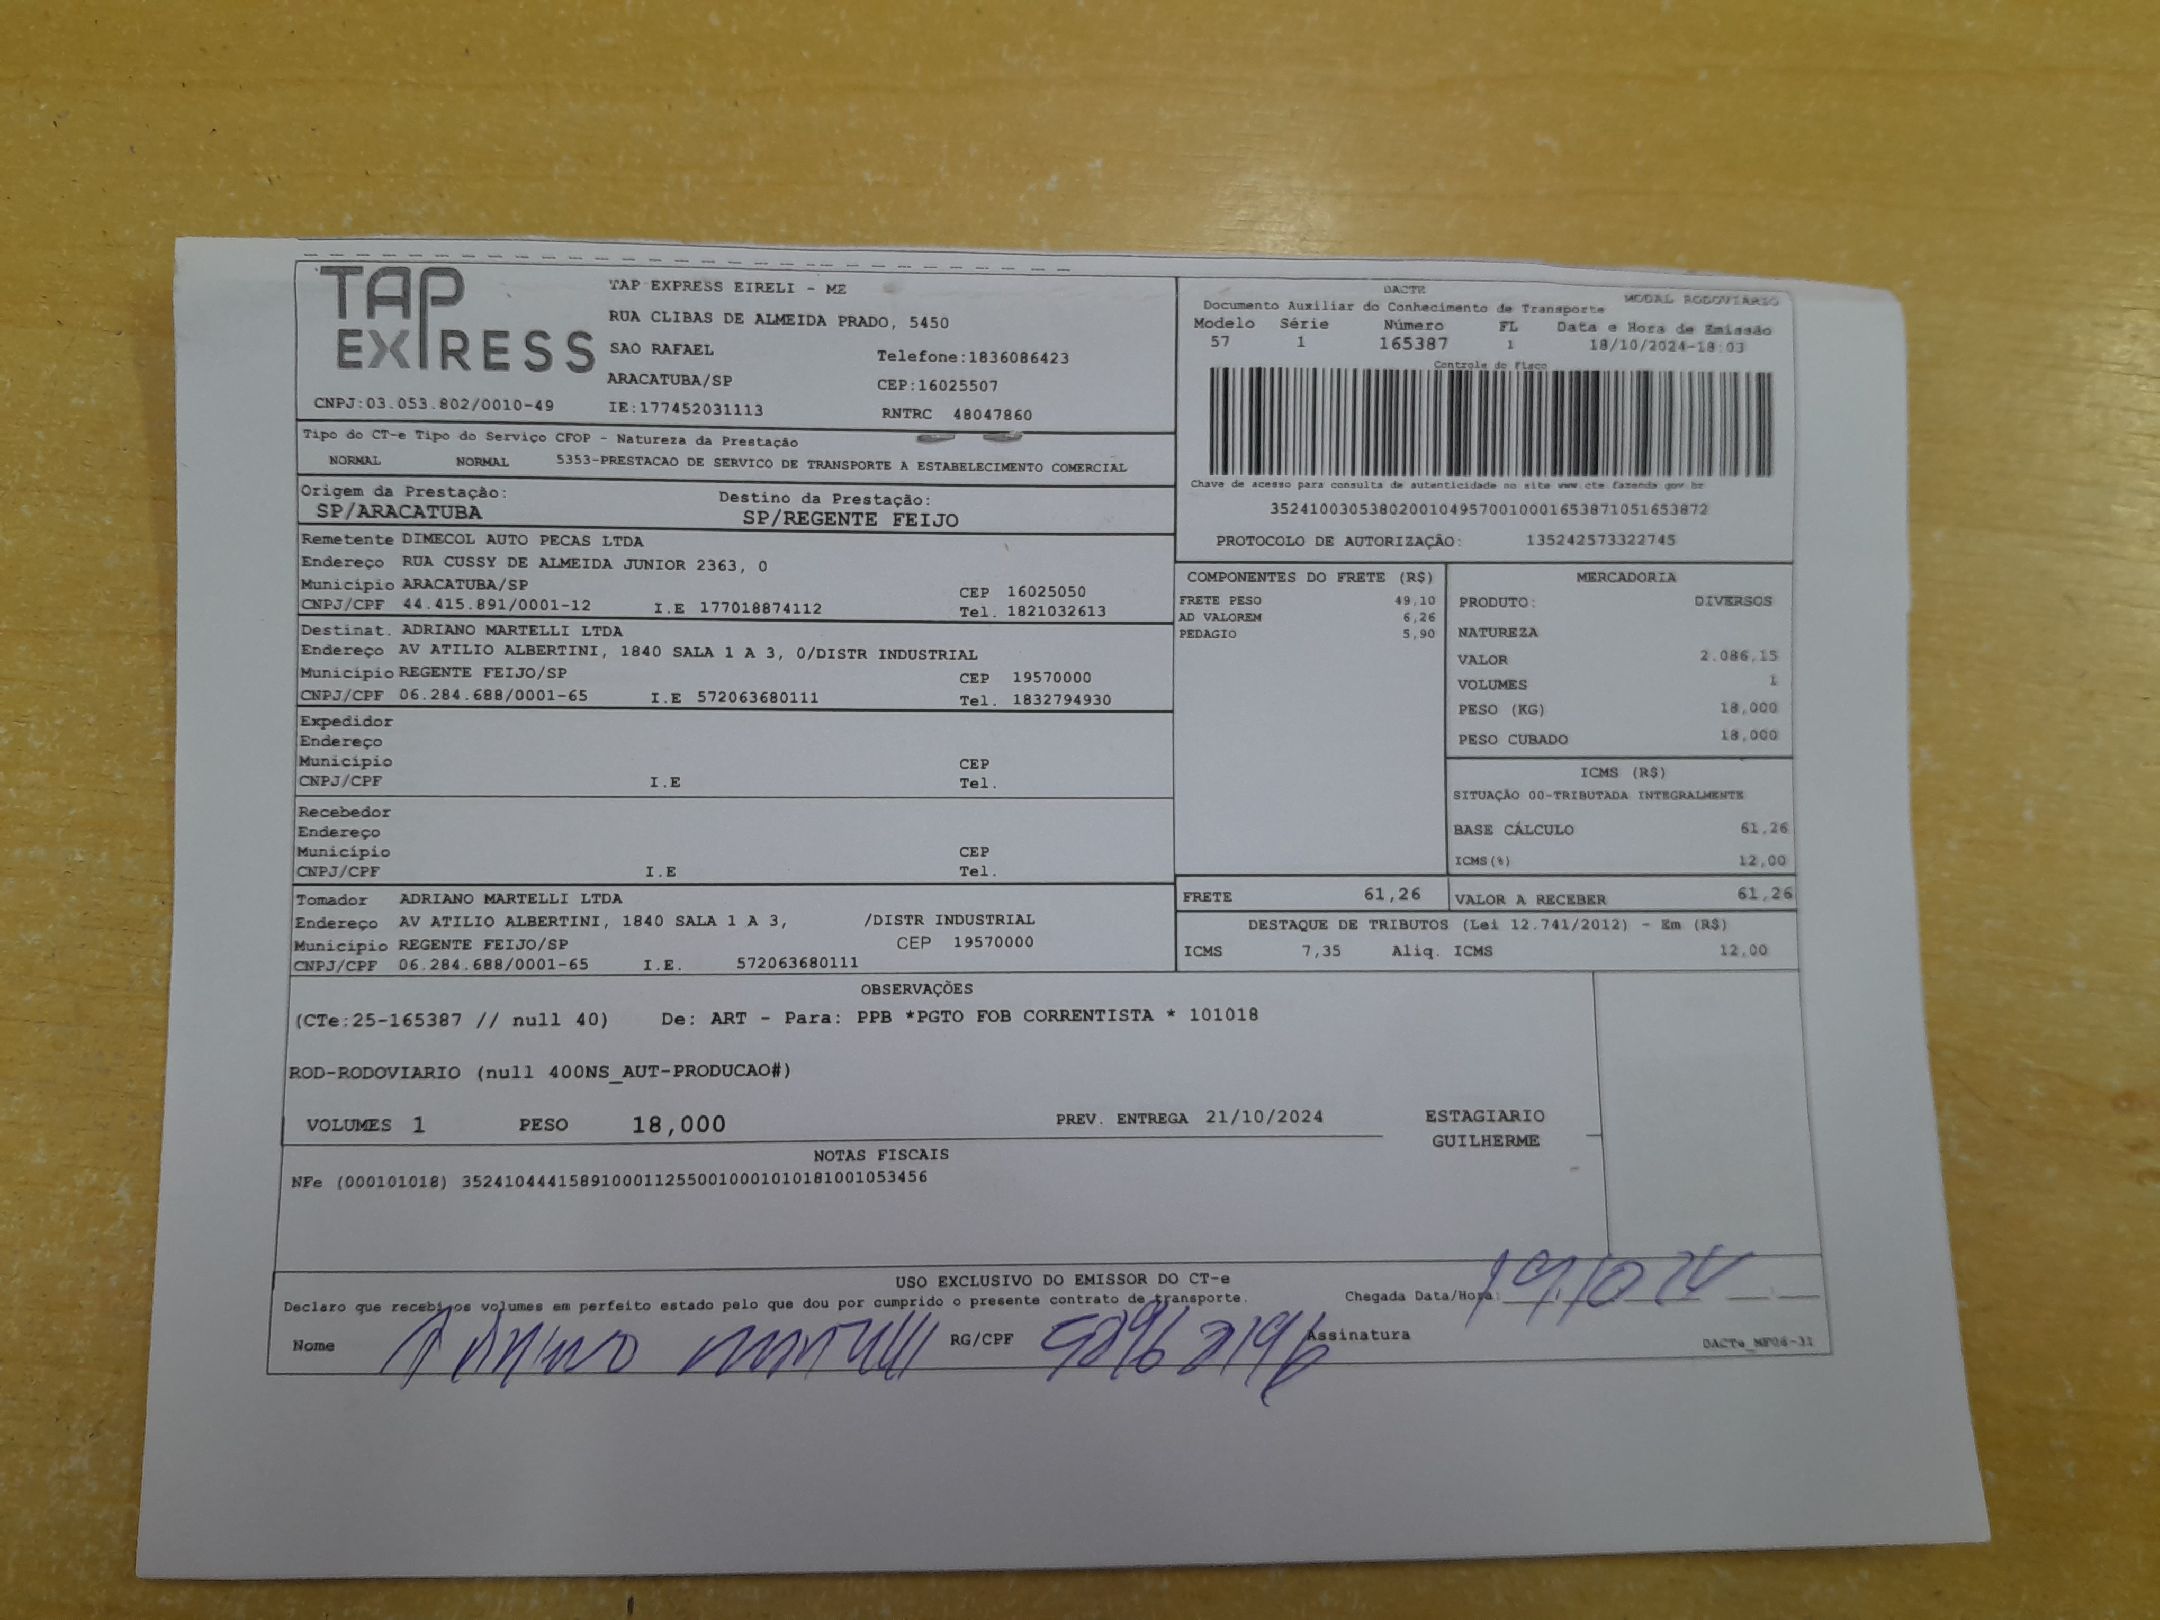 TAP EXPRESS
TAP EXPRESS EIRELI - ME
RUA CLIBAS DE ALMEIDA PRADO, 5450
SAO RAFAEL Telefone:1836086423
ARACATUBA/SP CEP:16025507
CNPJ:03.053.802/0010-49 IE:177452031113 RNTRC 48047860
DACTE
Documento Auxiliar do Conhecimento de Transporte MODAL RODOVIÁRIO
Modelo Série Número FL Data e Hora de Emissão
57 1 165387 1 18/10/2024-18:03
Controle do Fisco
Chave de acesso para consulta de autenticidade no site www.cte.fazenda.gov.br
35241003053802001049570010001653871051653872
PROTOCOLO DE AUTORIZAÇÃO: 135242573322745
Tipo do CT-e Tipo do Serviço CFOP - Natureza da Prestação
NORMAL NORMAL 5353-PRESTACAO DE SERVICO DE TRANSPORTE A ESTABELECIMENTO COMERCIAL
Origem da Prestação: Destino da Prestação:
SP/ARACATUBA SP/REGENTE FEIJO
Remetente DIMECOL AUTO PECAS LTDA
Endereço RUA CUSSY DE ALMEIDA JUNIOR 2363, 0
Município ARACATUBA/SP CEP 16025050
CNPJ/CPF 44.415.891/0001-12 I.E 177018874112 Tel. 1821032613
Destinat. ADRIANO MARTELLI LTDA
Endereço AV ATILIO ALBERTINI, 1840 SALA 1 A 3, 0/DISTR INDUSTRIAL
Município REGENTE FEIJO/SP CEP 19570000
CNPJ/CPF 06.284.688/0001-65 I.E 572063680111 Tel. 1832794930
Expedidor
Endereço
Município CEP
CNPJ/CPF I.E Tel.
Recebedor
Endereço
Município CEP
CNPJ/CPF I.E Tel.
Tomador ADRIANO MARTELLI LTDA
Endereço AV ATILIO ALBERTINI, 1840 SALA 1 A 3, /DISTR INDUSTRIAL
Município REGENTE FEIJO/SP CEP 19570000
CNPJ/CPF 06.284.688/0001-65 I.E. 572063680111
COMPONENTES DO FRETE (R$)
FRETE PESO 49,10
AD VALOREM 6,26
PEDAGIO 5,90
MERCADORIA
PRODUTO: DIVERSOS
NATUREZA
VALOR 2.086,15
VOLUMES 1
PESO (KG) 18,000
PESO CUBADO 18,000
ICMS (R$)
SITUAÇÃO 00-TRIBUTADA INTEGRALMENTE
BASE CÁLCULO 61,26
ICMS(%) 12,00
FRETE 61,26 VALOR A RECEBER 61,26
DESTAQUE DE TRIBUTOS (Lei 12.741/2012) - Em (R$)
ICMS 7,35 Aliq. ICMS 12,00
OBSERVAÇÕES
(CTe:25-165387 // null 40) De: ART - Para: PPB *PGTO FOB CORRENTISTA * 101018
ROD-RODOVIARIO (null 400NS_AUT-PRODUCAO#)
VOLUMES 1 PESO 18,000 PREV. ENTREGA 21/10/2024 ESTAGIARIO
GUILHERME
NOTAS FISCAIS
NFe (000101018) 35241044415891000112550010001010181001053456
USO EXCLUSIVO DO EMISSOR DO CT-e
Declaro que recebi os volumes em perfeito estado pelo que dou por cumprido o presente contrato de transporte. Chegada Data/Hora: 19/10/24
Nome Adriano Martelli RG/CPF Assinatura